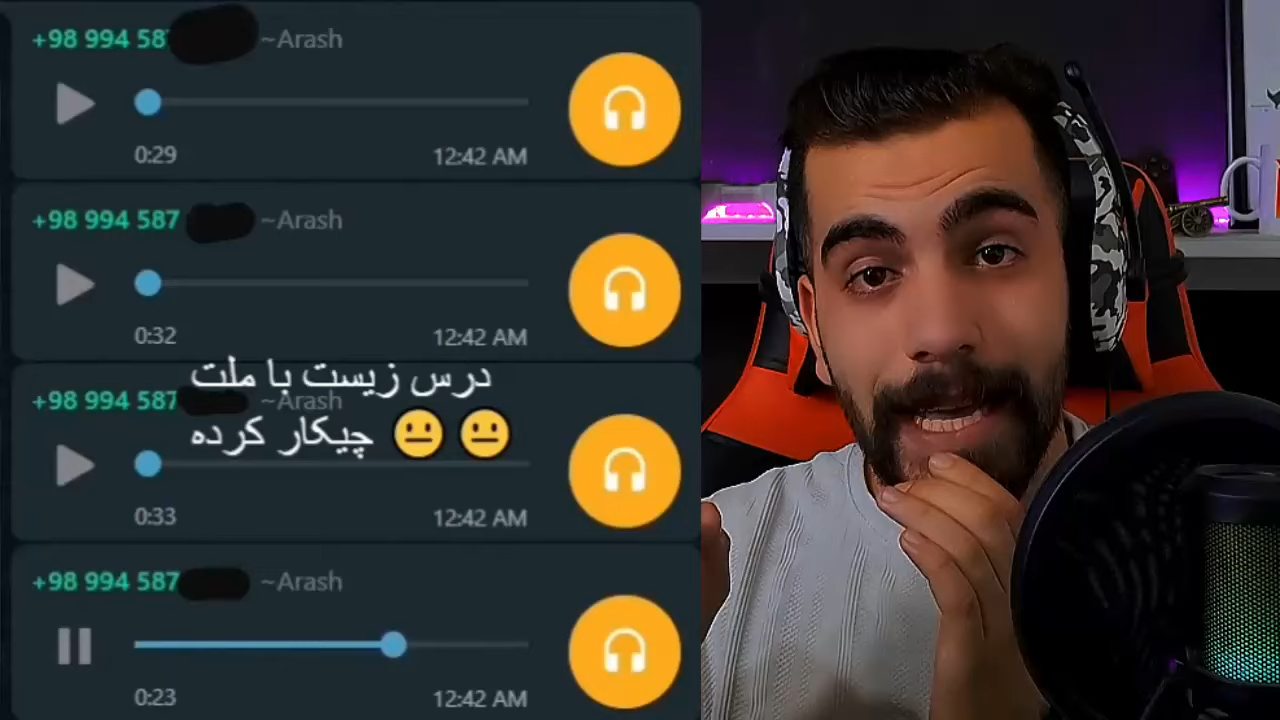 +98 994 587 ~Arash
0:29 12:42 AM
+98 994 587 ~Arash
0:32 12:42 AM
درس زیست با ملت
+98 994 587 ~Arash
چیکار کرده 😐 😐
0:33 12:42 AM
+98 994 587 ~Arash
0:23 12:42 AM